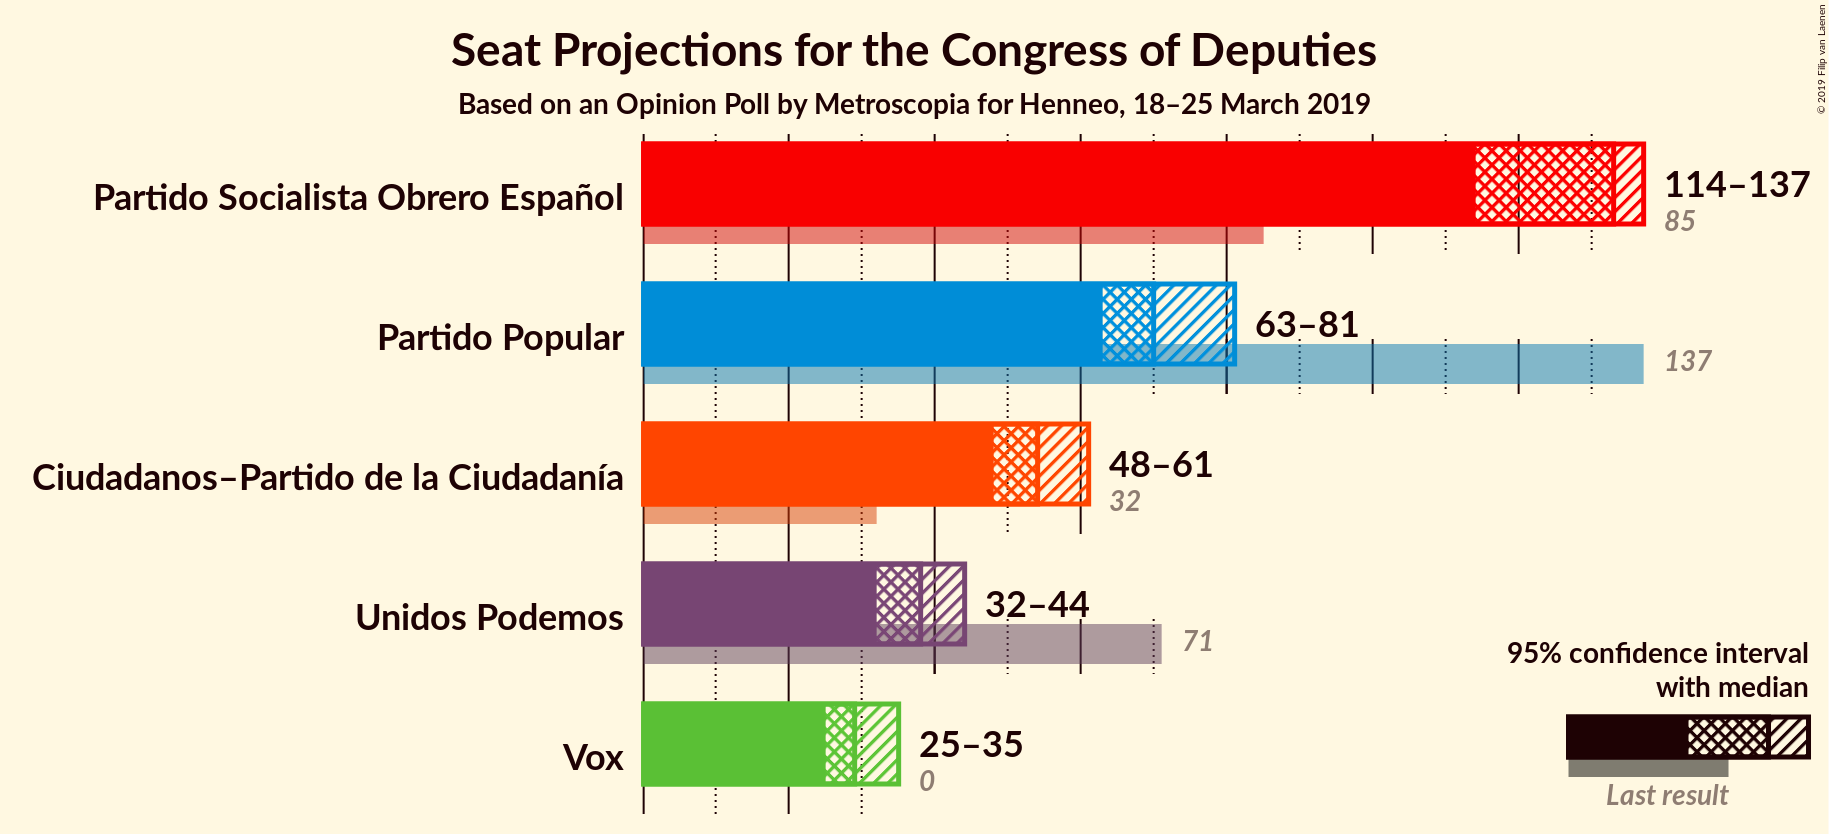 Seat Projections for the Congress of Deputies
Based on an Opinion Poll by Metroscopia for Henneo, 18–25 March 2019
© 2019 Filip van Laenen
Partido Socialista Obrero Español
114–137
85
Partido Popular
63–81
137
Ciudadanos–Partido de la Ciudadanía
48–61
32
Unidos Podemos
32–44
71
Vox
25–35
0
95% confidence interval
with median
Last result